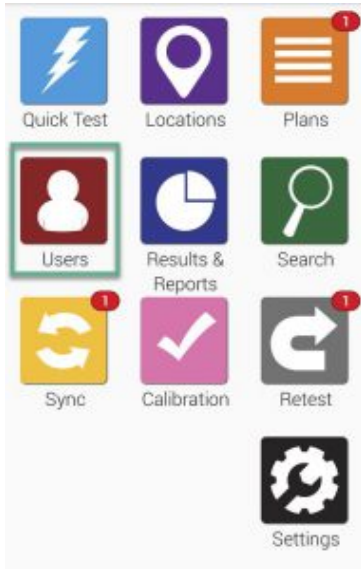 1
Quick Test
Locations
Plans
Users
Results &
Reports
Search
1
1
Sync
Calibration
Retest
Settings